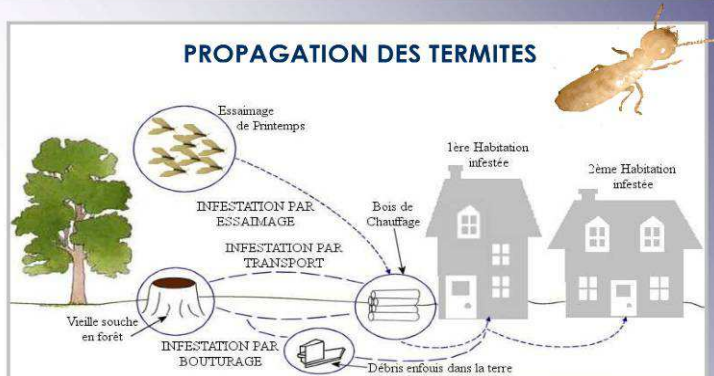 PROPAGATION DES TERMITES
Essaimage
de Printemps
1ère Habitation
infestée
2ème Habitation
infestée
INFESTATION PAR
ESSAIMAGE
Bois de
Chauffage
INFESTATION PAR
TRANSPORT
Vieille souche
en forêt
INFESTATION PAR
BOUTURAGE
Débris enfouis dans la terre